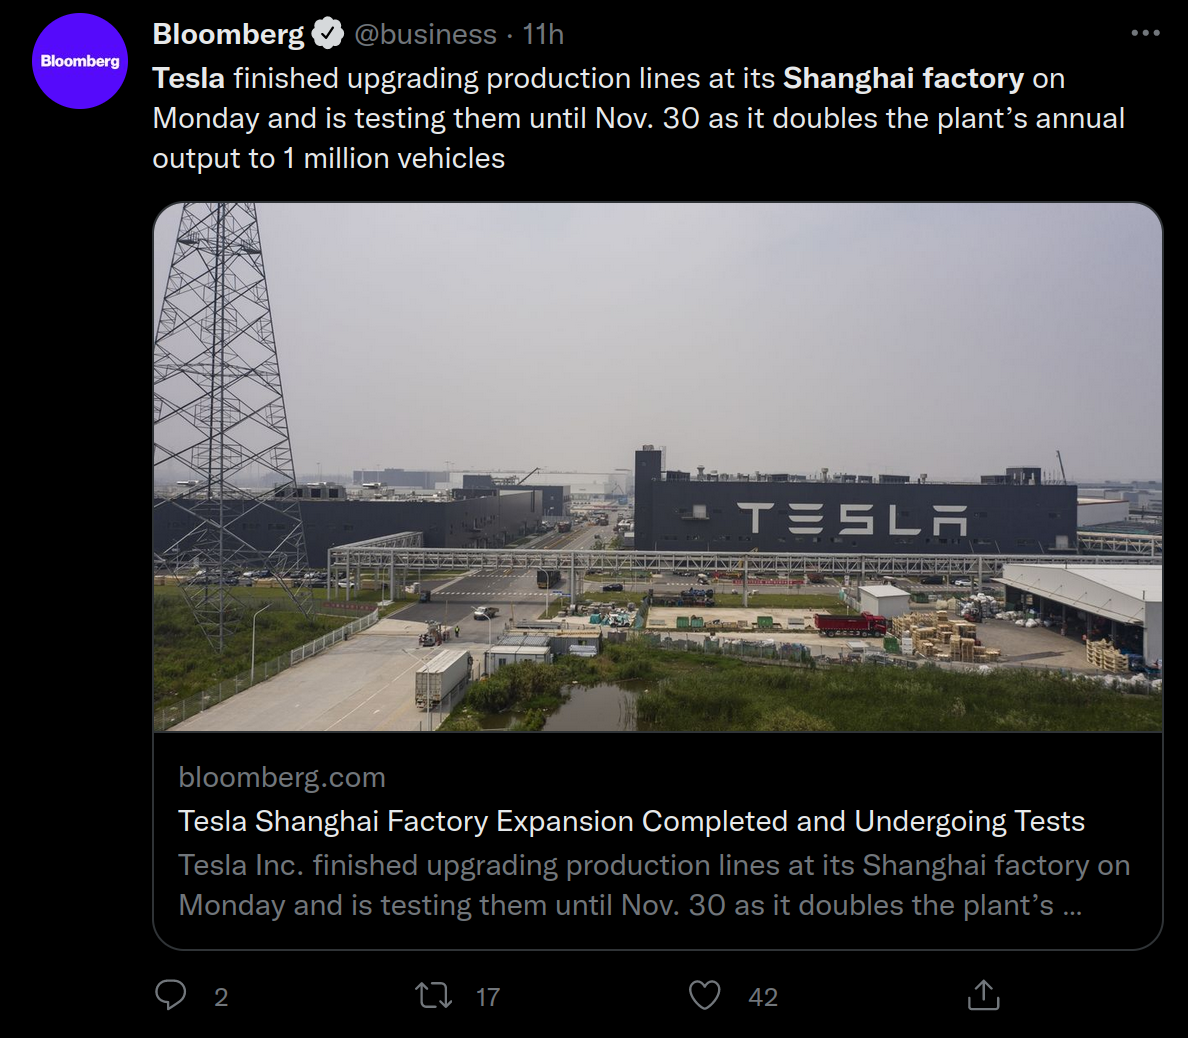 Bloomberg
Bloomberg @business · 11h
Tesla finished upgrading production lines at its Shanghai factory on
Monday and is testing them until Nov. 30 as it doubles the plant’s annual
output to 1 million vehicles
TESLA
bloomberg.com
Tesla Shanghai Factory Expansion Completed and Undergoing Tests
Tesla Inc. finished upgrading production lines at its Shanghai factory on
Monday and is testing them until Nov. 30 as it doubles the plant’s ...
2 17 42